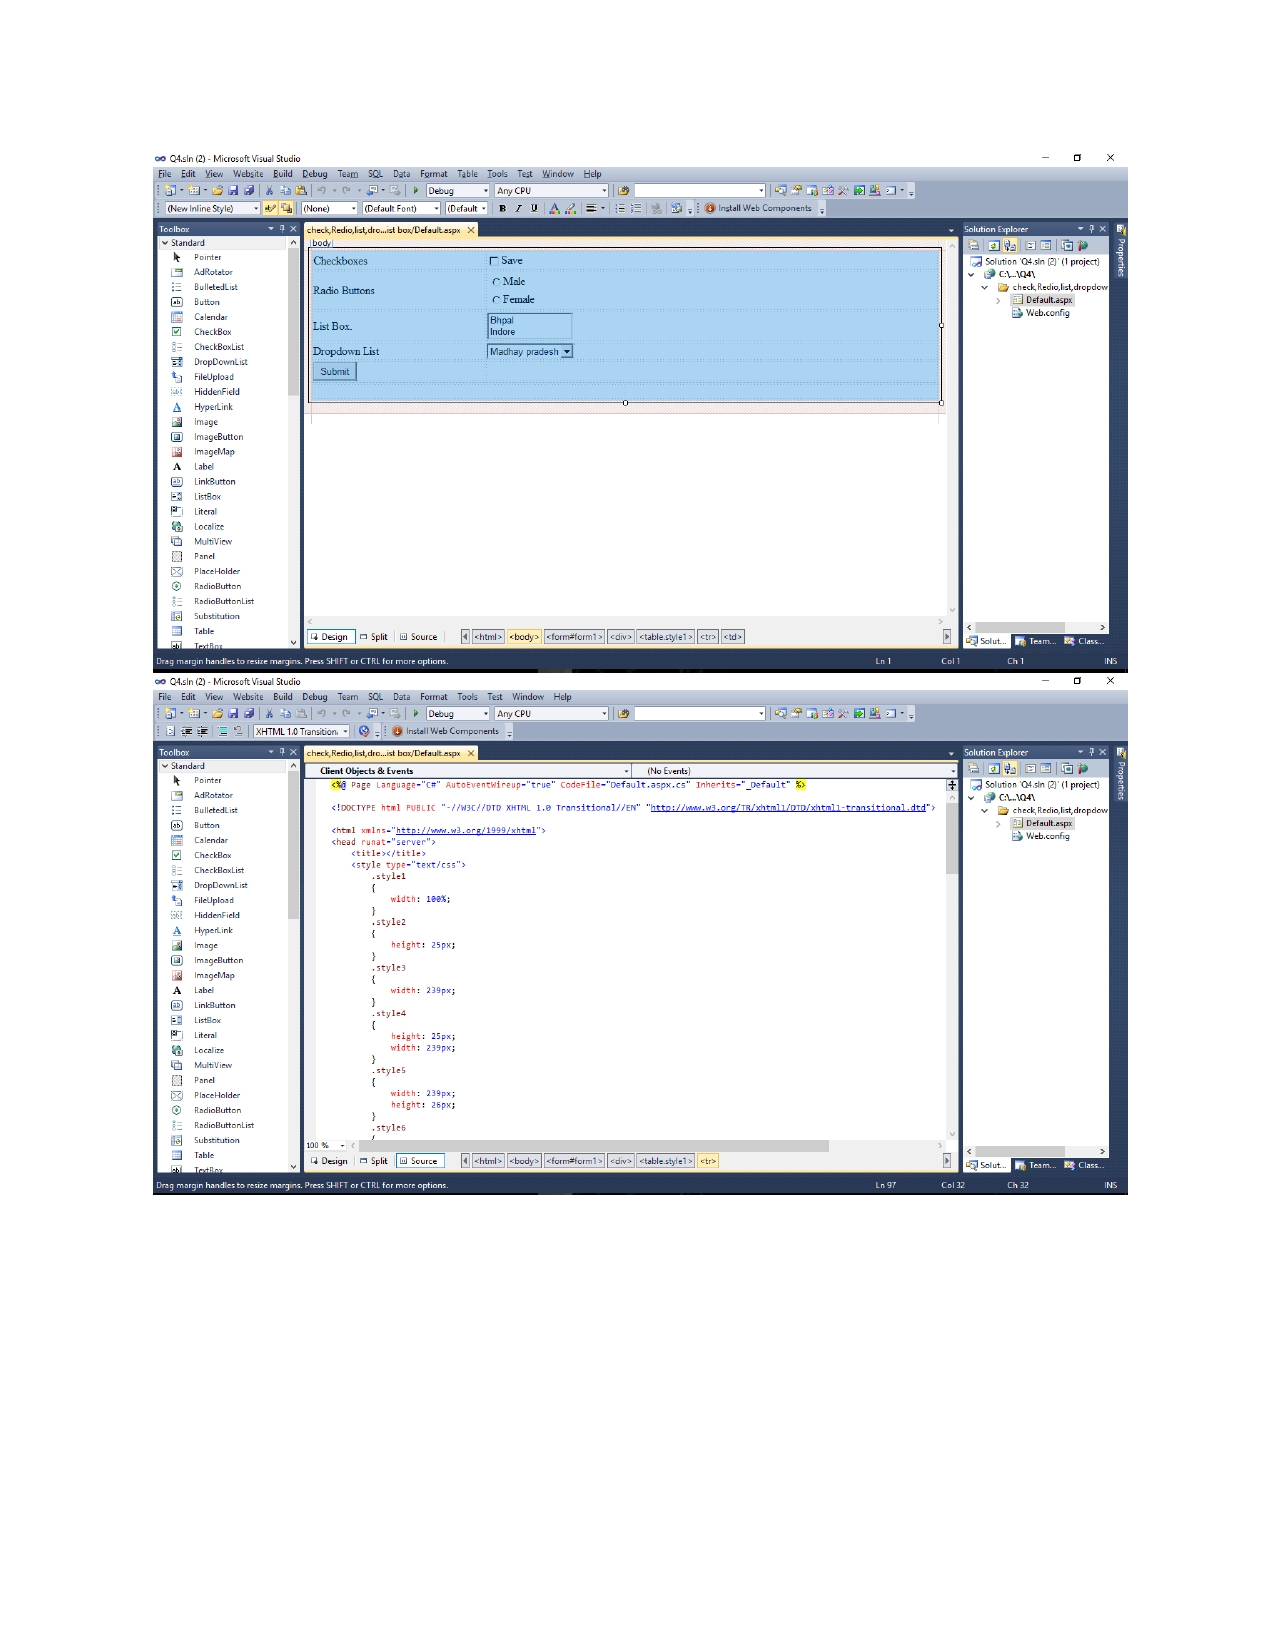 Q4.sln (2) - Microsoft Visual Studio
File Edit View Website Build Debug Team SQL Data Format Table Tools Test Window Help
Debug Any CPU
(New Inline Style) (None) (Default Font) (Default B I U A Install Web Components
Toolbox
Standard
Pointer
AdRotator
BulletedList
Button
Calendar
CheckBox
CheckBoxList
DropDownList
FileUpload
HiddenField
HyperLink
Image
ImageButton
ImageMap
Label
LinkButton
ListBox
Literal
Localize
MultiView
Panel
PlaceHolder
RadioButton
RadioButtonList
Substitution
Table
TextBox
check,Redio,list,dro...ist box/Default.aspx
body
Checkboxes Save
Radio Buttons Male
Female
List Box. Bhpal
Indore
Dropdown List Madhay pradesh
Submit
Design Split Source <html> <body> <form#form1> <div> <table.style1> <tr> <td>
Solution Explorer
Solution 'Q4.sln (2)' (1 project)
C:\...\Q4\
check,Redio,list,dropdow
Default.aspx
Web.config
Solut... Team... Class...
Properties
Drag margin handles to resize margins. Press SHIFT or CTRL for more options. Ln 1 Col 1 Ch 1 INS
Q4.sln (2) - Microsoft Visual Studio
File Edit View Website Build Debug Team SQL Data Format Tools Test Window Help
Debug Any CPU
XHTML 1.0 Transition Install Web Components
Toolbox
Standard
Pointer
AdRotator
BulletedList
Button
Calendar
CheckBox
CheckBoxList
DropDownList
FileUpload
HiddenField
HyperLink
Image
ImageButton
ImageMap
Label
LinkButton
ListBox
Literal
Localize
MultiView
Panel
PlaceHolder
RadioButton
RadioButtonList
Substitution
Table
TextBox
check,Redio,list,dro...ist box/Default.aspx
Client Objects & Events (No Events)
<%@ Page Language="C#" AutoEventWireup="true" CodeFile="Default.aspx.cs" Inherits="_Default" %>
<!DOCTYPE html PUBLIC "-//W3C//DTD XHTML 1.0 Transitional//EN" "http://www.w3.org/TR/xhtml1/DTD/xhtml1-transitional.dtd">
<html xmlns="http://www.w3.org/1999/xhtml">
<head runat="server">
<title></title>
<style type="text/css">
.style1
{
width: 100%;
}
.style2
{
height: 25px;
}
.style3
{
width: 239px;
}
.style4
{
height: 25px;
width: 239px;
}
.style5
{
width: 239px;
height: 26px;
}
.style6
{
100 %
Design Split Source <html> <body> <form#form1> <div> <table.style1> <tr>
Solution Explorer
Solution 'Q4.sln (2)' (1 project)
C:\...\Q4\
check,Redio,list,dropdow
Default.aspx
Web.config
Solut... Team... Class...
Properties
Drag margin handles to resize margins. Press SHIFT or CTRL for more options. Ln 97 Col 32 Ch 32 INS